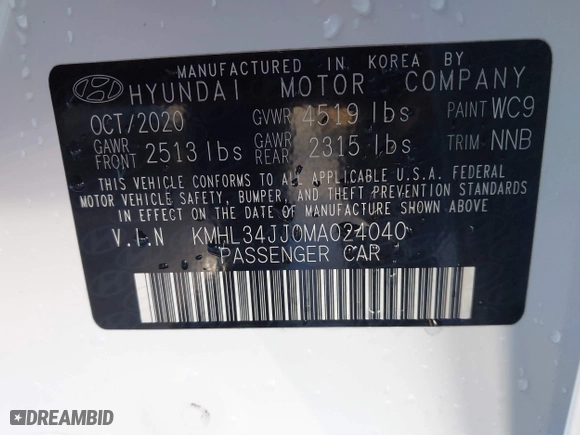 MANUFACTURED IN KOREA BY
HYUNDAI MOTOR COMPANY
OCT/2020 GVWR 4519 lbs PAINT WC9
GAWR FRONT 2513 lbs GAWR REAR 2315 lbs TRIM NNB
THIS VEHICLE CONFORMS TO ALL APPLICABLE U.S.A. FEDERAL
MOTOR VEHICLE SAFETY, BUMPER, AND THEFT PREVENTION STANDARDS
IN EFFECT ON THE DATE OF MANUFACTURE SHOWN ABOVE
V.I.N KMHL34JJ0MA024040
PASSENGER CAR
DREAMBID